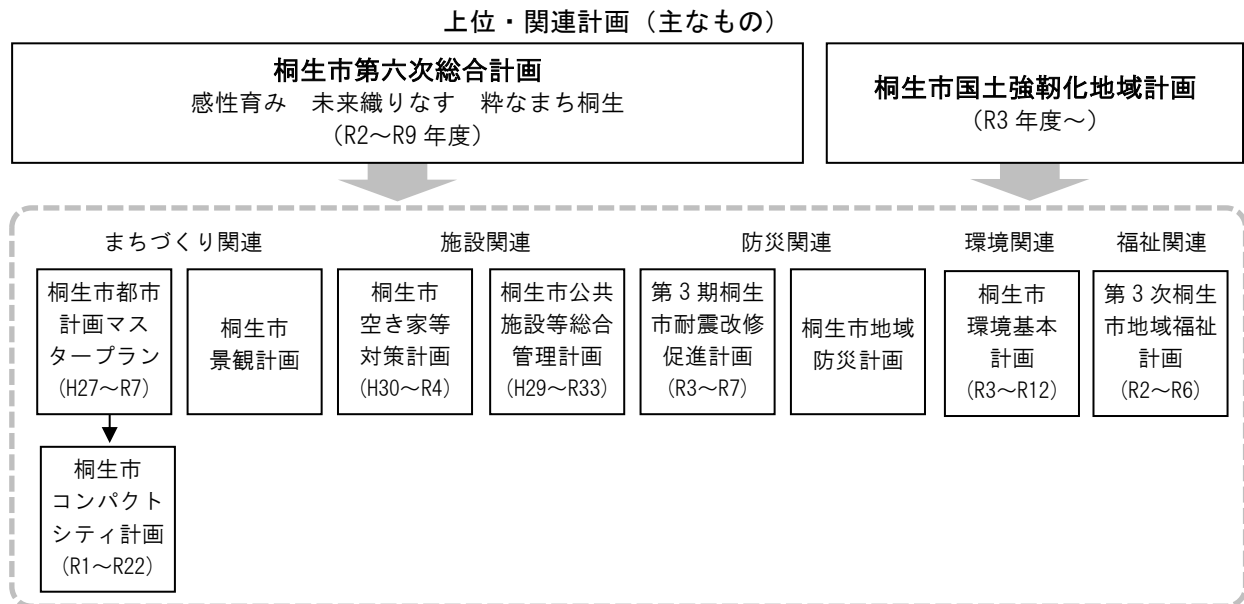 上位・関連計画（主なもの）
桐生市第六次総合計画
感性育み　未来織りなす　粋なまち桐生
（R2～R9 年度）
桐生市国土強靭化地域計画
（R3 年度～）
まちづくり関連
施設関連
防災関連
環境関連
福祉関連
桐生市都市
計画マス
タープラン
（H27～R7）
桐生市
景観計画
桐生市
空き家等
対策計画
（H30～R4）
桐生市公共
施設等総合
管理計画
（H29～R33）
第３期桐生
市耐震改修
促進計画
（R3～R7）
桐生市地域
防災計画
桐生市
環境基本
計画
（R3～R12）
第３次桐生
市地域福祉
計画
（R2～R6）
桐生市
コンパクト
シティ計画
（R1～R22）